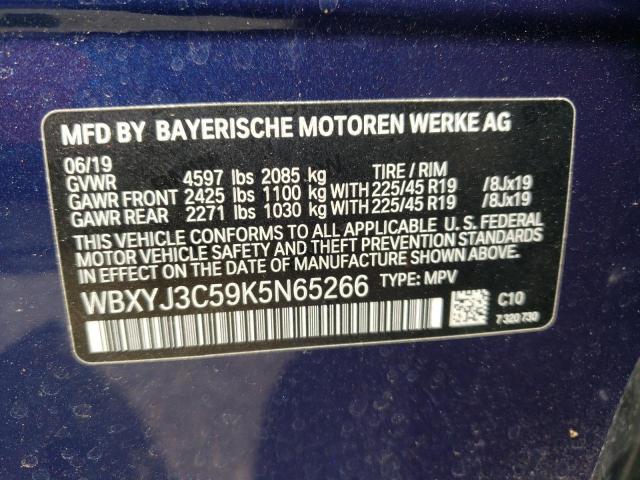 MFD BY BAYERISCHE MOTOREN WERKE AG
06/19 TIRE / RIM
GVWR 4597 lbs 2085 kg
GAWR FRONT 2425 lbs 1100 kg WITH 225/45 R19 /8Jx19
GAWR REAR 2271 lbs 1030 kg WITH 225/45 R19 /8Jx19
THIS VEHICLE CONFORMS TO ALL APPLICABLE U. S. FEDERAL
MOTOR VEHICLE SAFETY AND THEFT PREVENTION STANDARDS
IN EFFECT ON THE DATE OF MANUFACTURE SHOWN ABOVE.
WBXYJ3C59K5N65266 TYPE: MPV
C10
7 320 730